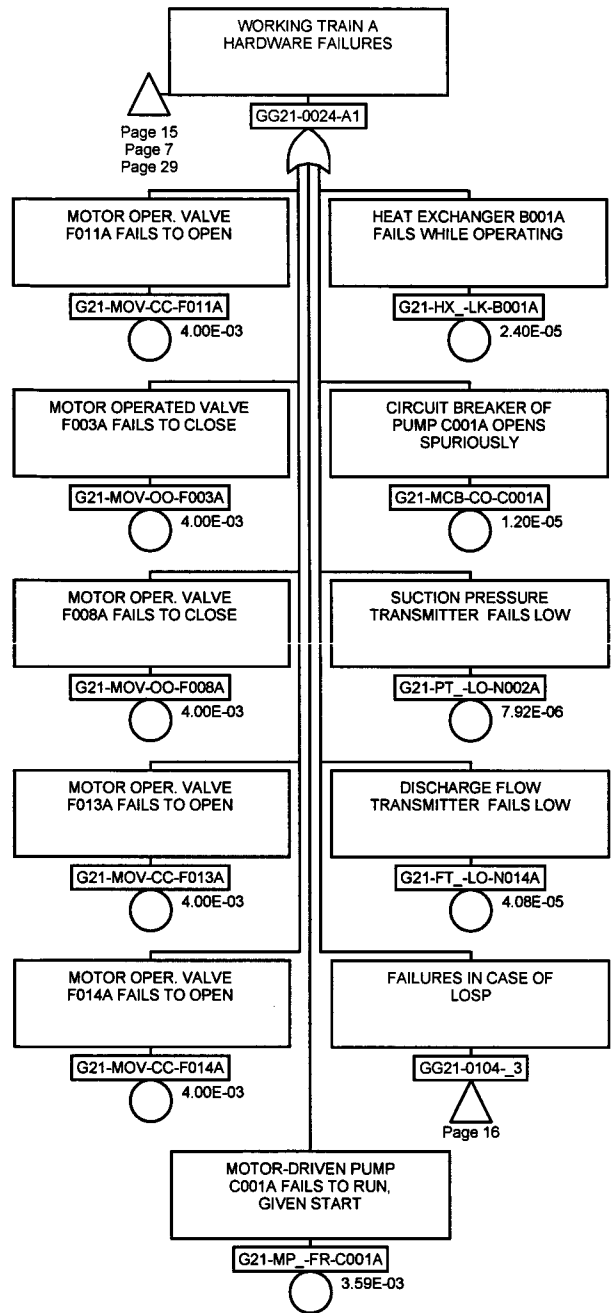 WORKING TRAIN A
HARDWARE FAILURES
GG21-0024-A1
Page 15
Page 7
Page 29
MOTOR OPER. VALVE
F011A FAILS TO OPEN
G21-MOV-CC-F011A
4.00E-03
HEAT EXCHANGER B001A
FAILS WHILE OPERATING
G21-HX_-LK-B001A
2.40E-05
MOTOR OPERATED VALVE
F003A FAILS TO CLOSE
G21-MOV-OO-F003A
4.00E-03
CIRCUIT BREAKER OF
PUMP C001A OPENS
SPURIOUSLY
G21-MCB-CO-C001A
1.20E-05
MOTOR OPER. VALVE
F008A FAILS TO CLOSE
G21-MOV-OO-F008A
4.00E-03
SUCTION PRESSURE
TRANSMITTER FAILS LOW
G21-PT_-LO-N002A
7.92E-06
MOTOR OPER. VALVE
F013A FAILS TO OPEN
G21-MOV-CC-F013A
4.00E-03
DISCHARGE FLOW
TRANSMITTER FAILS LOW
G21-FT_-LO-N014A
4.08E-05
MOTOR OPER. VALVE
F014A FAILS TO OPEN
G21-MOV-CC-F014A
4.00E-03
FAILURES IN CASE OF
LOSP
GG21-0104-_3
Page 16
MOTOR-DRIVEN PUMP
C001A FAILS TO RUN,
GIVEN START
G21-MP_-FR-C001A
3.59E-03